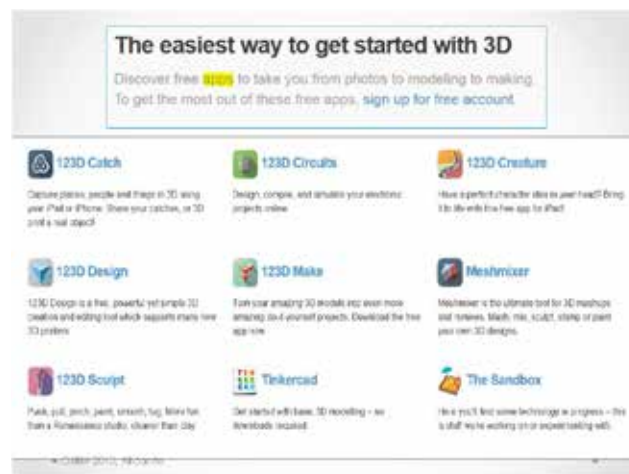 The easiest way to get started with 3D
Discover free apps to take you from photos to modeling to making.
To get the most out of these free apps, sign up for free account.
123D Catch
123D Circuits
123D Creature
Capture places, people and things in 3D using
your iPad or iPhone. Share your catches, or 3D
print a real object!
Design, compile, and simulate your electronic
projects online.
Have a perfect character idea in your head? Bring
it to life with this free app for iPad!
123D Design
123D Make
Meshmixer
123D Design is a free, powerful yet simple 3D
creation and editing tool which supports many new
3D printers.
Turn your amazing 3D models into even more
amazing do-it-yourself projects. Download the free
app now.
Meshmixer is the ultimate tool for 3D mashups
and remixes. Mash, mix, sculpt, stamp or paint
your own 3D designs.
123D Sculpt
Tinkercad
The Sandbox
Push, pull, pinch, paint, smooth, tug. More fun
than a Renaissance studio, cleaner than clay.
Get started with basic 3D modeling – no
downloads required.
Here you'll find some technology in progress – this
is stuff we're working on or experimenting with.